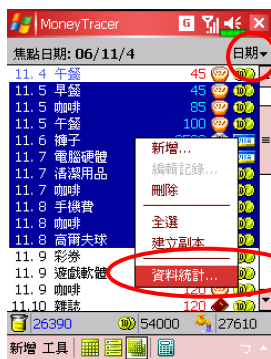 MoneyTracer
焦點日期: 06/11/4 日期
11. 4 午餐 45
11. 5 早餐 45
11. 5 咖啡 85
11. 5 午餐 100
11. 6 褲子
11. 7 電腦硬體
11. 7 清潔用品
11. 7 咖啡
11. 8 手機費
11. 8 咖啡
11. 8 高爾夫球
11. 9 彩券
11. 9 遊戲軟體
11. 9 咖啡 120
11.10 雜誌 120
新增...
編輯記錄...
刪除
全選
建立副本
資料統計...
26390 54000 27610
新增 工具